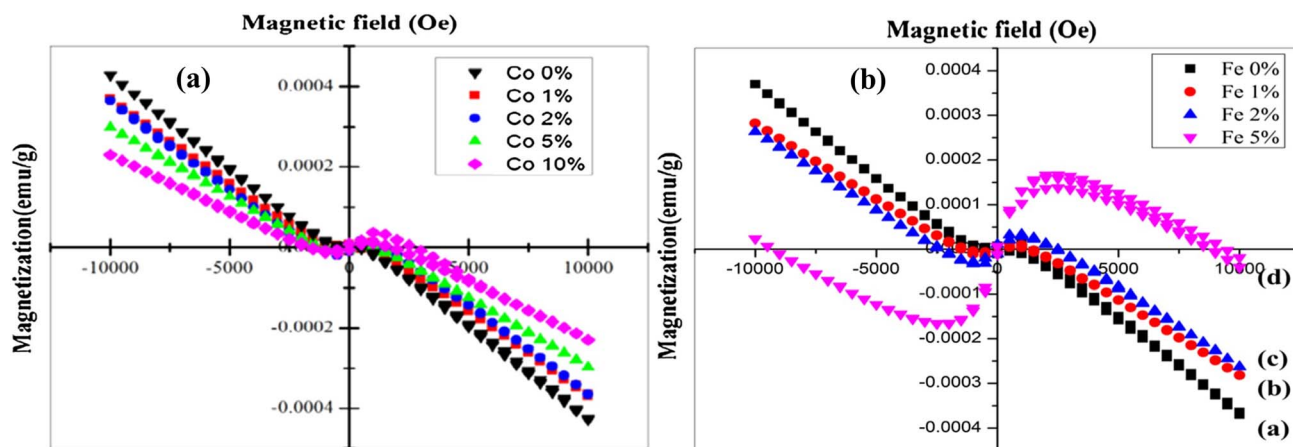 Magnetic field (Oe)
(a)
Co 0%
Co 1%
Co 2%
Co 5%
Co 10%
0.0004
0.0002
-0.0002
-0.0004
-10000
-5000
0
5000
10000
Magnetization(emu/g)
Magnetic field (Oe)
(b)
Fe 0%
Fe 1%
Fe 2%
Fe 5%
0.0004
0.0003
0.0002
0.0001
-0.0001
-0.0002
-0.0003
-0.0004
-10000
-5000
0
5000
10000
Magnetization(emu/g)
(d)
(c)
(b)
(a)